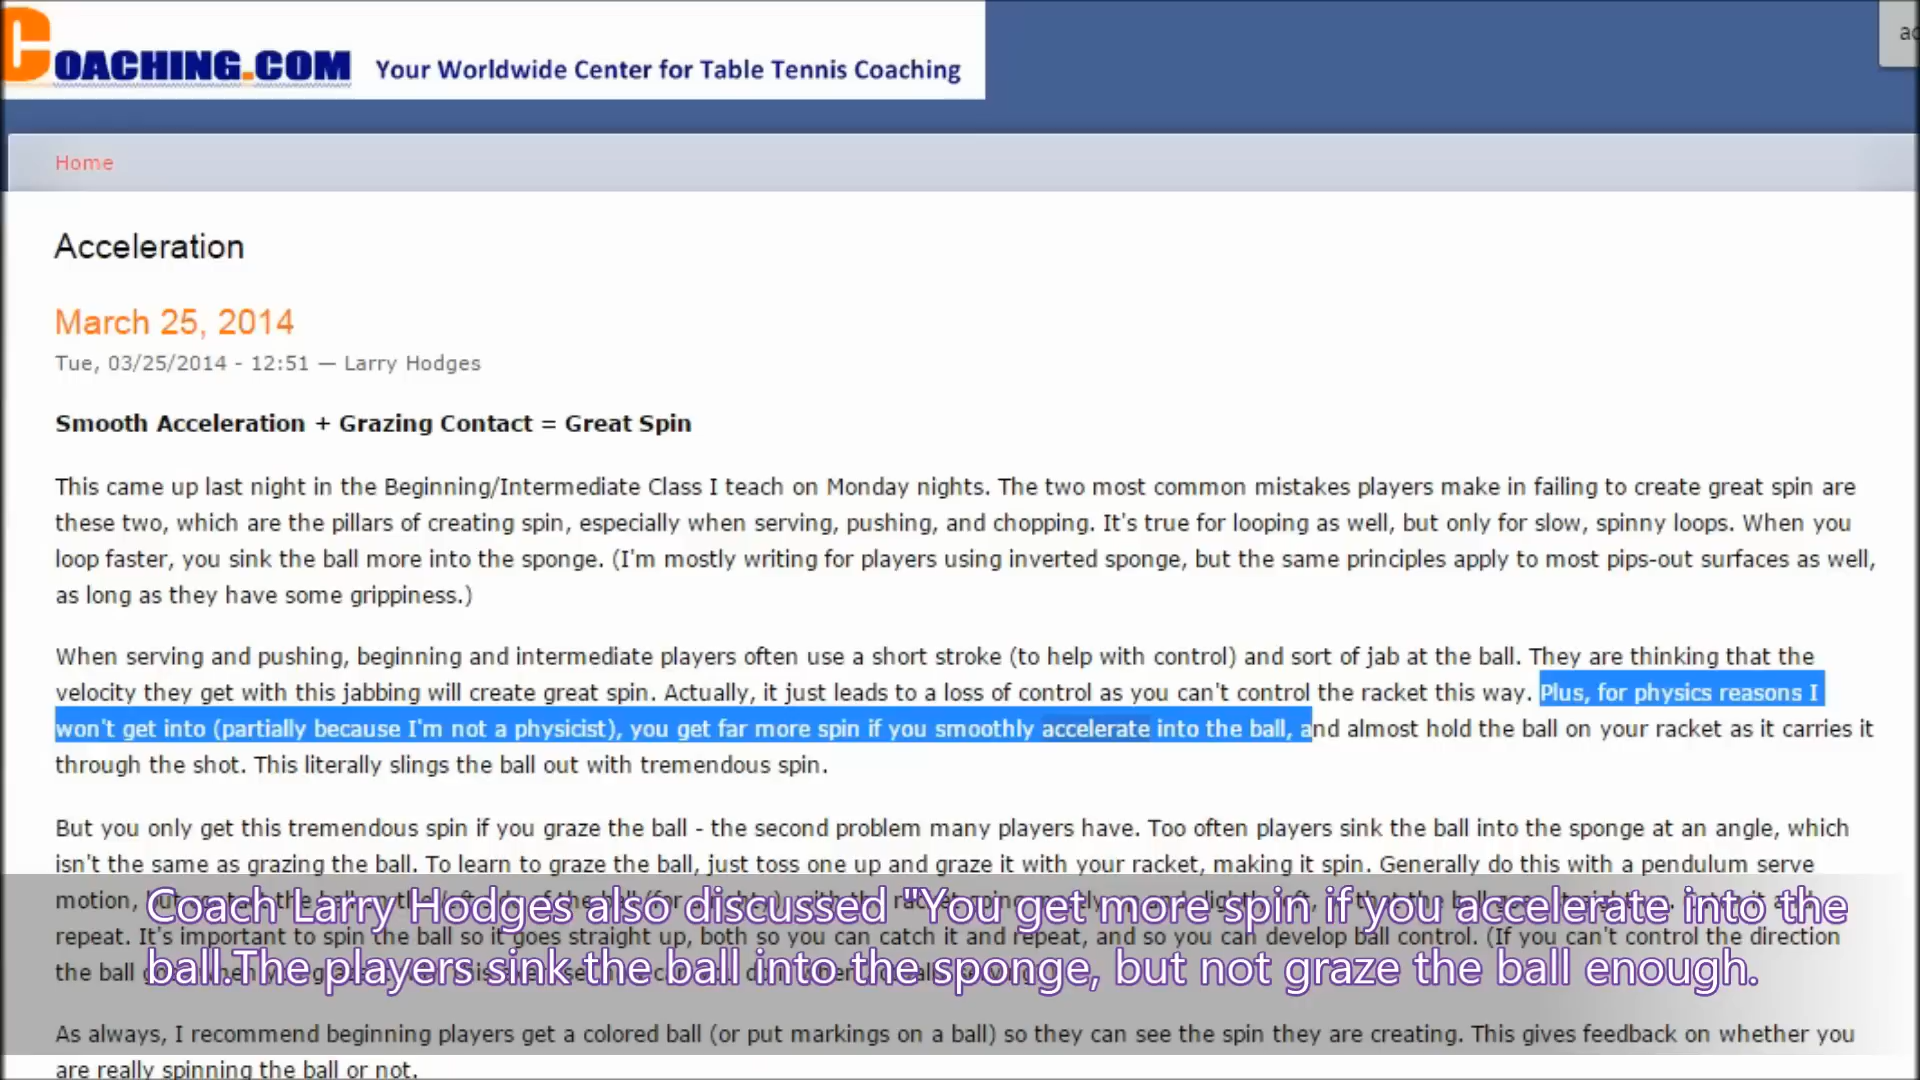 COACHING.COM Your Worldwide Center for Table Tennis Coaching
Home
Acceleration
March 25, 2014
Tue, 03/25/2014 - 12:51 — Larry Hodges
Smooth Acceleration + Grazing Contact = Great Spin
This came up last night in the Beginning/Intermediate Class I teach on Monday nights. The two most common mistakes players make in failing to create great spin are
these two, which are the pillars of creating spin, especially when serving, pushing, and chopping. It's true for looping as well, but only for slow, spinny loops. When you
loop faster, you sink the ball more into the sponge. (I'm mostly writing for players using inverted sponge, but the same principles apply to most pips-out surfaces as well,
as long as they have some grippiness.)
When serving and pushing, beginning and intermediate players often use a short stroke (to help with control) and sort of jab at the ball. They are thinking that the
velocity they get with this jabbing will create great spin. Actually, it just leads to a loss of control as you can't control the racket this way. Plus, for physics reasons I
won't get into (partially because I'm not a physicist), you get far more spin if you smoothly accelerate into the ball, and almost hold the ball on your racket as it carries it
through the shot. This literally slings the ball out with tremendous spin.
But you only get this tremendous spin if you graze the ball - the second problem many players have. Too often players sink the ball into the sponge at an angle, which
isn't the same as grazing the ball. To learn to graze the ball, just toss one up and graze it with your racket, making it spin. Generally do this with a pendulum serve
motion,
Coach Larry Hodges also discussed "You get more spin if you accelerate into the
repeat. It's important to spin the ball so it goes straight up, both so you can catch it and repeat, and so you can develop ball control. (If you can't control the direction
the ball
ball.The players sink the ball into the sponge, but not graze the ball enough.
As always, I recommend beginning players get a colored ball (or put markings on a ball) so they can see the spin they are creating. This gives feedback on whether you
are really spinning the ball or not.